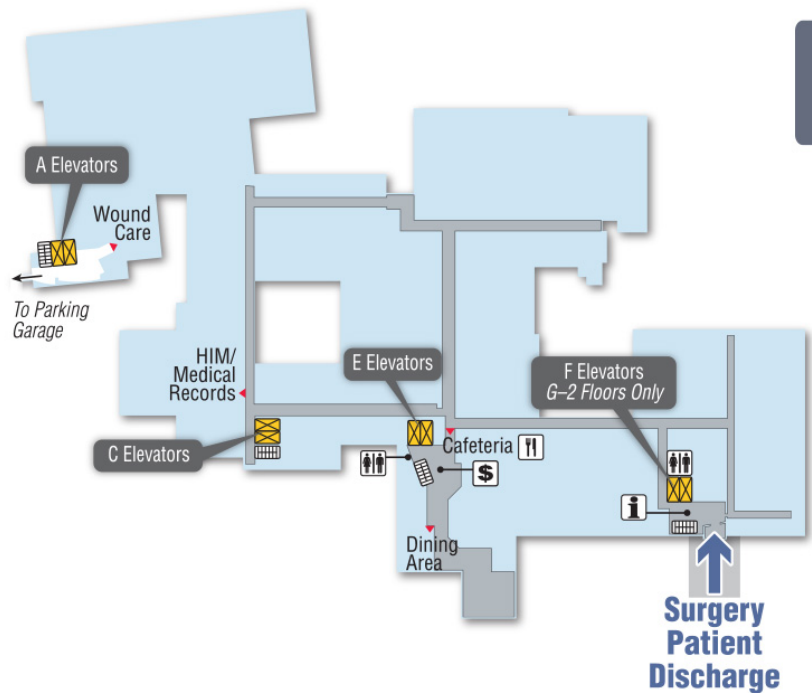 A Elevators
Wound
Care
To Parking
Garage
HIM/
Medical
Records
E Elevators
F Elevators
G–2 Floors Only
C Elevators
Cafeteria
$
i
Dining
Area
Surgery
Patient
Discharge